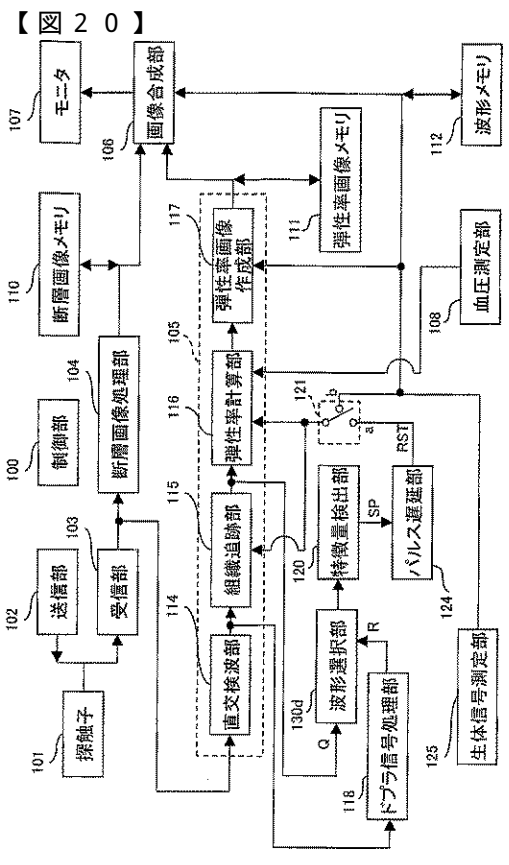 【図20】
101
探触子
102
送信部
103
受信部
100
制御部
104
断層画像処理部
110
断層画像メモリ
107
モニタ
106
画像合成部
105
114
直交検波部
115
組織追跡部
116
弾性率計算部
117
弾性率画像
作成部
111
弾性率画像メモリ
112
波形メモリ
108
血圧測定部
121
a
b
RST
120
特徴量検出部
SP
パルス遅延部
124
130d
波形選択部
Q
R
118
ドプラ信号処理部
125
生体信号測定部